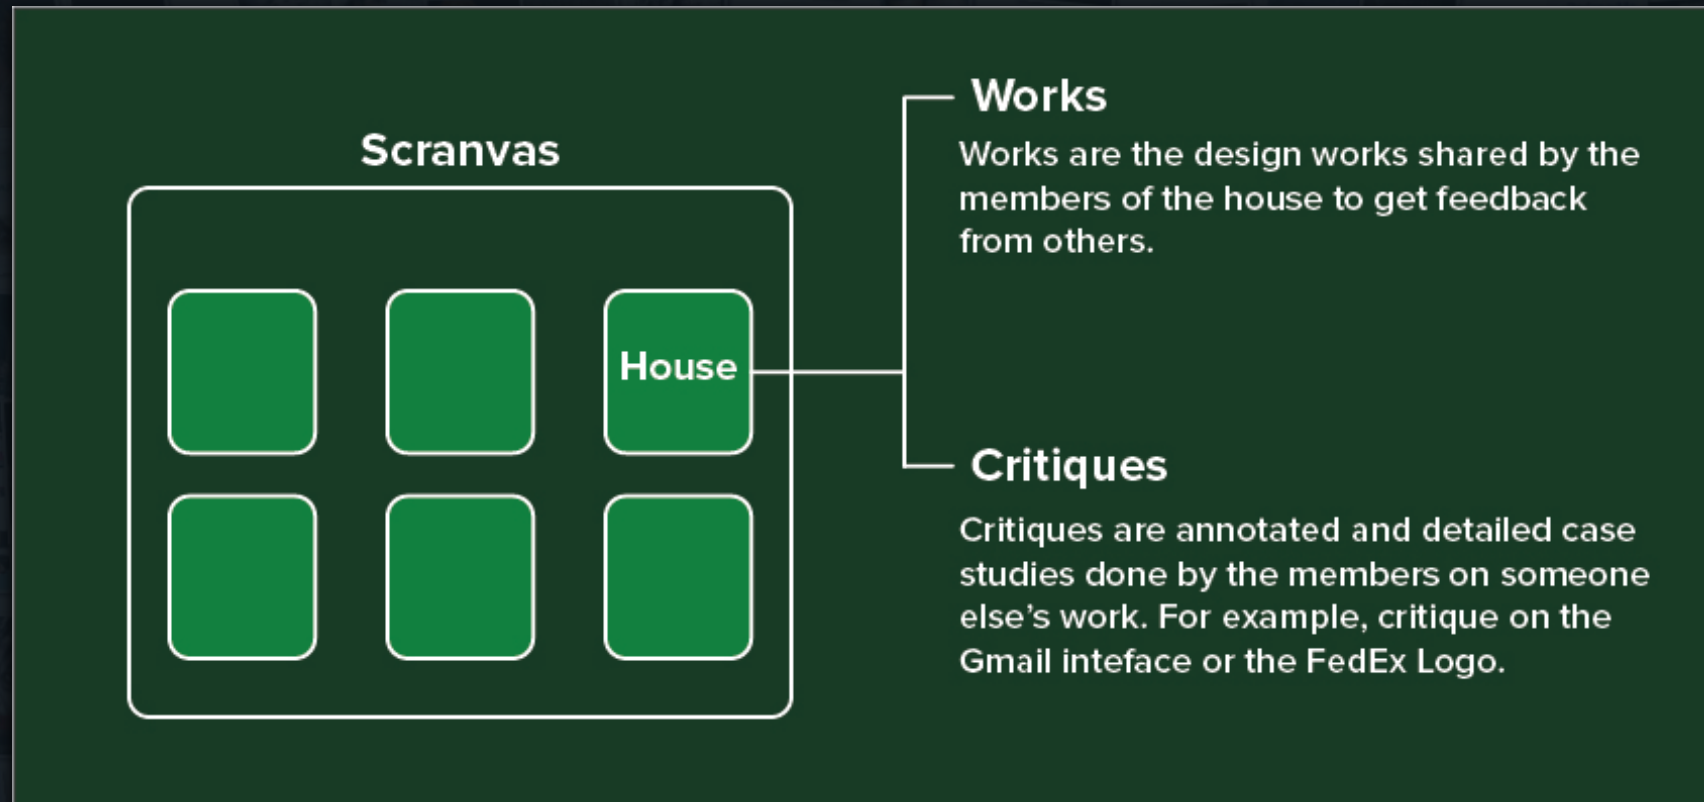 Scranvas
House
Works
Works are the design works shared by the
members of the house to get feedback
from others.
Critiques
Critiques are annotated and detailed case
studies done by the members on someone
else’s work. For example, critique on the
Gmail inteface or the FedEx Logo.